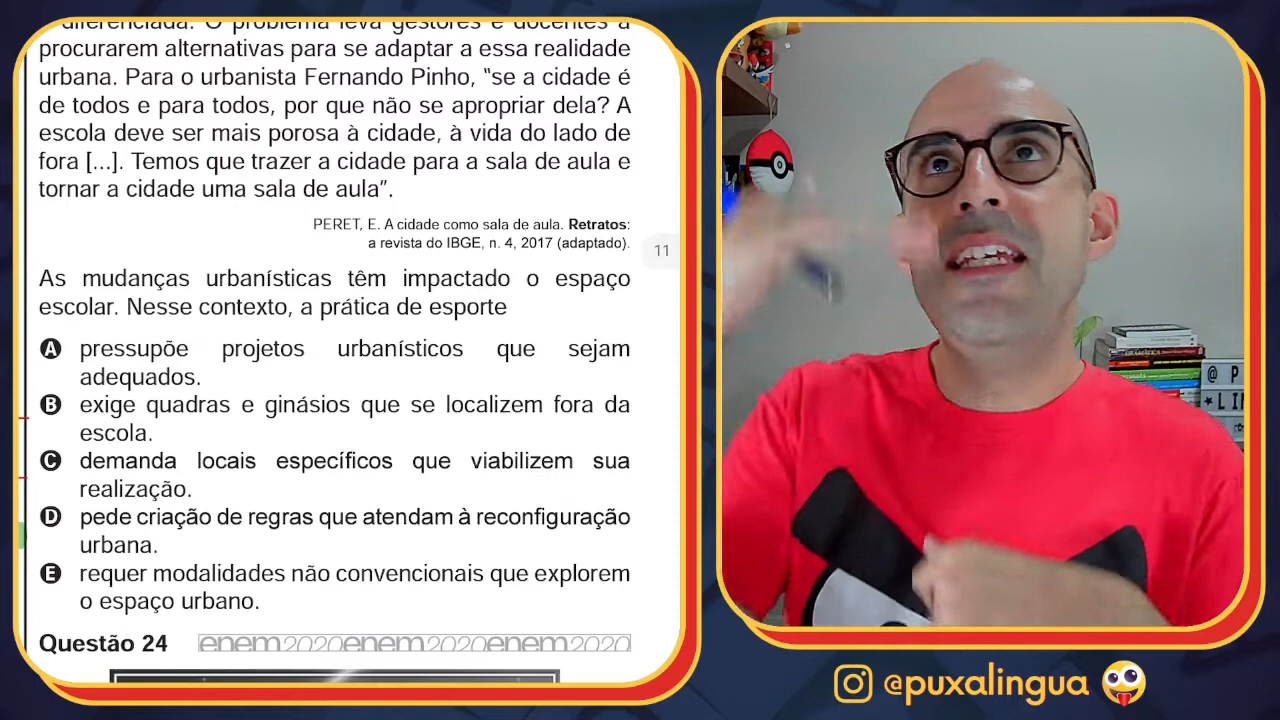 diferenciada. O problema leva gestores e docentes a
procurarem alternativas para se adaptar a essa realidade
urbana. Para o urbanista Fernando Pinho, “se a cidade é
de todos e para todos, por que não se apropriar dela? A
escola deve ser mais porosa à cidade, à vida do lado de
fora [...]. Temos que trazer a cidade para a sala de aula e
tornar a cidade uma sala de aula”.
PERET, E. A cidade como sala de aula. Retratos:
a revista do IBGE, n. 4, 2017 (adaptado).
11
As mudanças urbanísticas têm impactado o espaço
escolar. Nesse contexto, a prática de esporte
A pressupõe projetos urbanísticos que sejam
adequados.
B exige quadras e ginásios que se localizem fora da
escola.
C demanda locais específicos que viabilizem sua
realização.
D pede criação de regras que atendam à reconfiguração
urbana.
E requer modalidades não convencionais que explorem
o espaço urbano.
Questão 24 enem2020enem2020enem2020
GRAMÁTICA
@ P
★ L I
@puxalingua